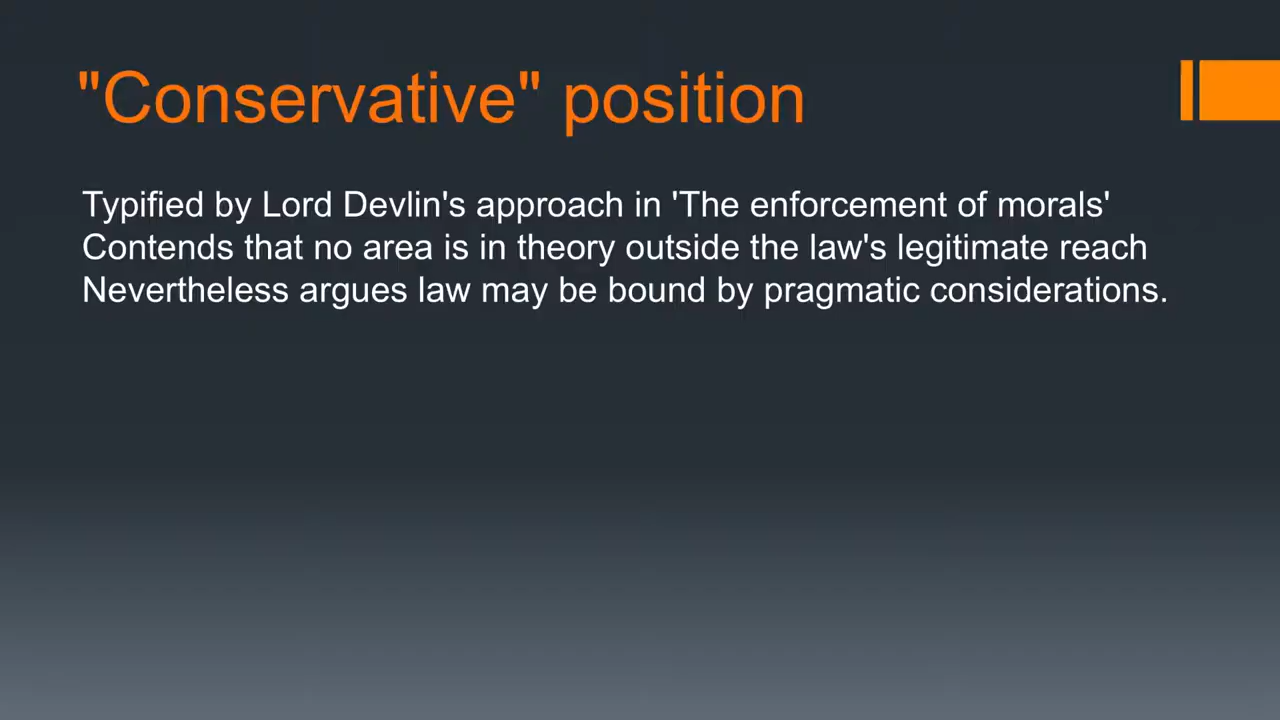 "Conservative" position
Typified by Lord Devlin's approach in 'The enforcement of morals'
Contends that no area is in theory outside the law's legitimate reach
Nevertheless argues law may be bound by pragmatic considerations.